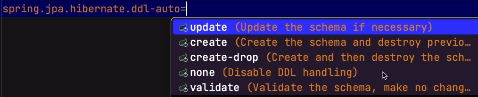 spring.jpa.hibernate.ddl-auto=
update (Update the schema if necessary)
create (Create the schema and destroy previo…
create-drop (Create and then destroy the sch…
none (Disable DDL handling)
validate (Validate the schema, make no chang…